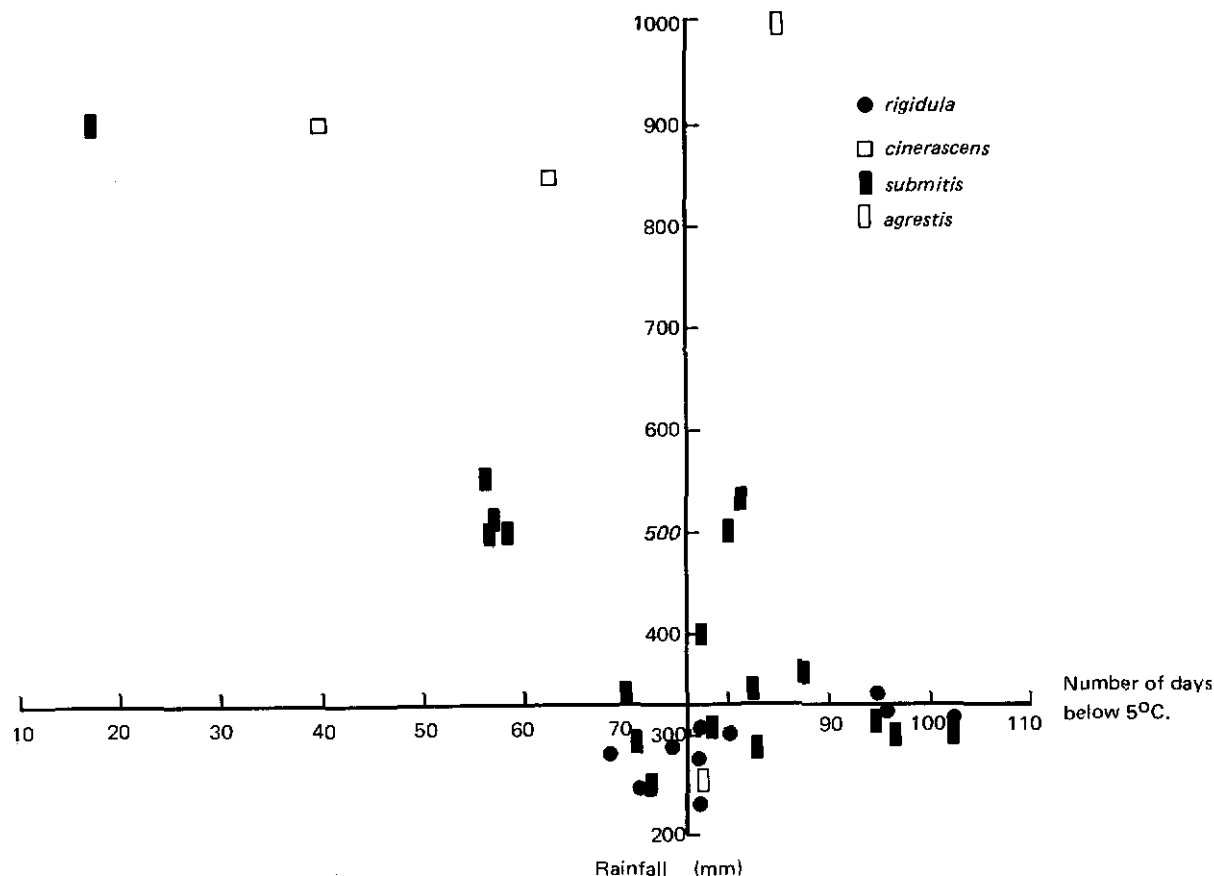 1000
900
800
700
600
500
400
300
200
rigidula
cinerascens
submitis
agrestis
10 20 30 40 50 60 70 90 100 110
Number of days
below 5°C.
Rainfall (mm)